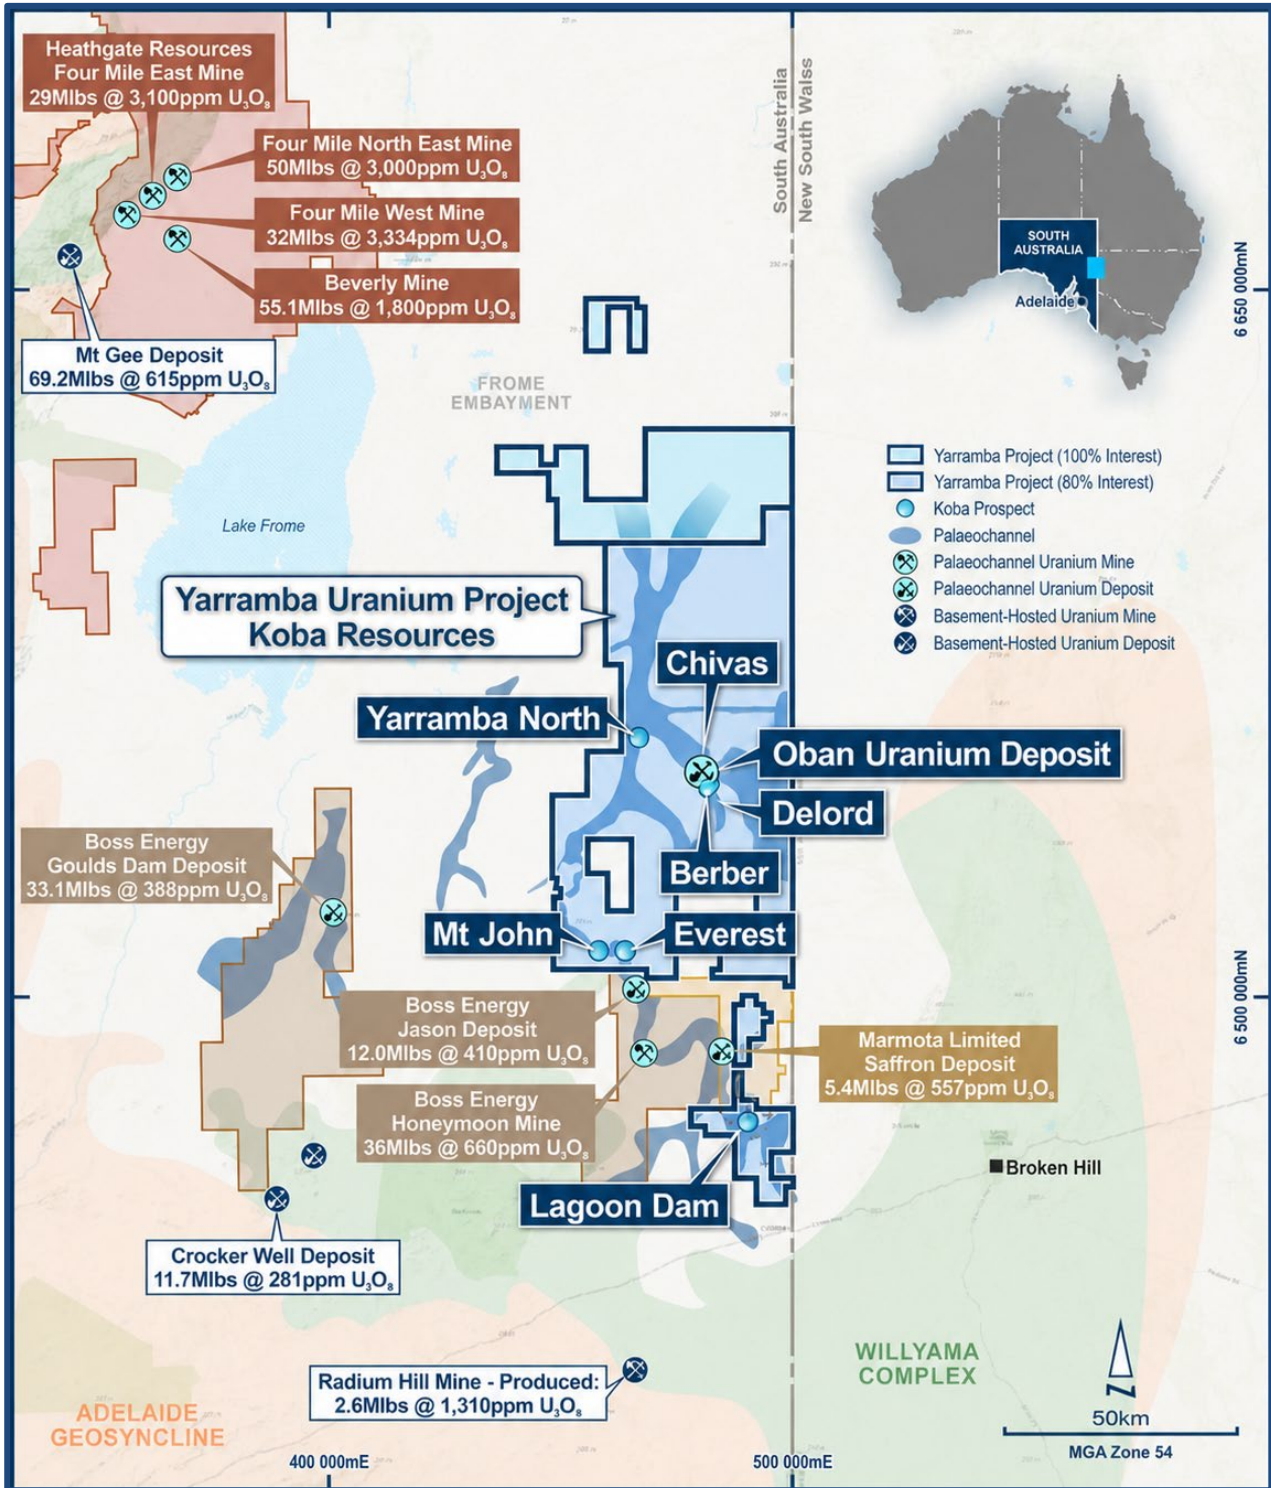 Heathgate Resources
Four Mile East Mine
29Mlbs @ 3,100ppm U₃O₈
Four Mile North East Mine
50Mlbs @ 3,000ppm U₃O₈
Four Mile West Mine
32Mlbs @ 3,334ppm U₃O₈
Beverly Mine
55.1Mlbs @ 1,800ppm U₃O₈
Mt Gee Deposit
69.2Mlbs @ 615ppm U₃O₈
South Australia
New South Walss
SOUTH
AUSTRALIA
Adelaide
6 650 000mN
FROME
EMBAYMENT
Lake Frome
Yarramba Project (100% Interest)
Yarramba Project (80% Interest)
Koba Prospect
Palaeochannel
Palaeochannel Uranium Mine
Palaeochannel Uranium Deposit
Basement-Hosted Uranium Mine
Basement-Hosted Uranium Deposit
Yarramba Uranium Project
Koba Resources
Chivas
Yarramba North
Oban Uranium Deposit
Delord
Berber
Boss Energy
Goulds Dam Deposit
33.1Mlbs @ 388ppm U₃O₈
Mt John
Everest
6 500 000mN
Boss Energy
Jason Deposit
12.0Mlbs @ 410ppm U₃O₈
Marmota Limited
Saffron Deposit
5.4Mlbs @ 557ppm U₃O₈
Boss Energy
Honeymoon Mine
36Mlbs @ 660ppm U₃O₈
Broken Hill
Lagoon Dam
Crocker Well Deposit
11.7Mlbs @ 281ppm U₃O₈
WILLYAMA
COMPLEX
Radium Hill Mine - Produced:
2.6Mlbs @ 1,310ppm U₃O₈
ADELAIDE
GEOSYNCLINE
N
50km
MGA Zone 54
400 000mE
500 000mE